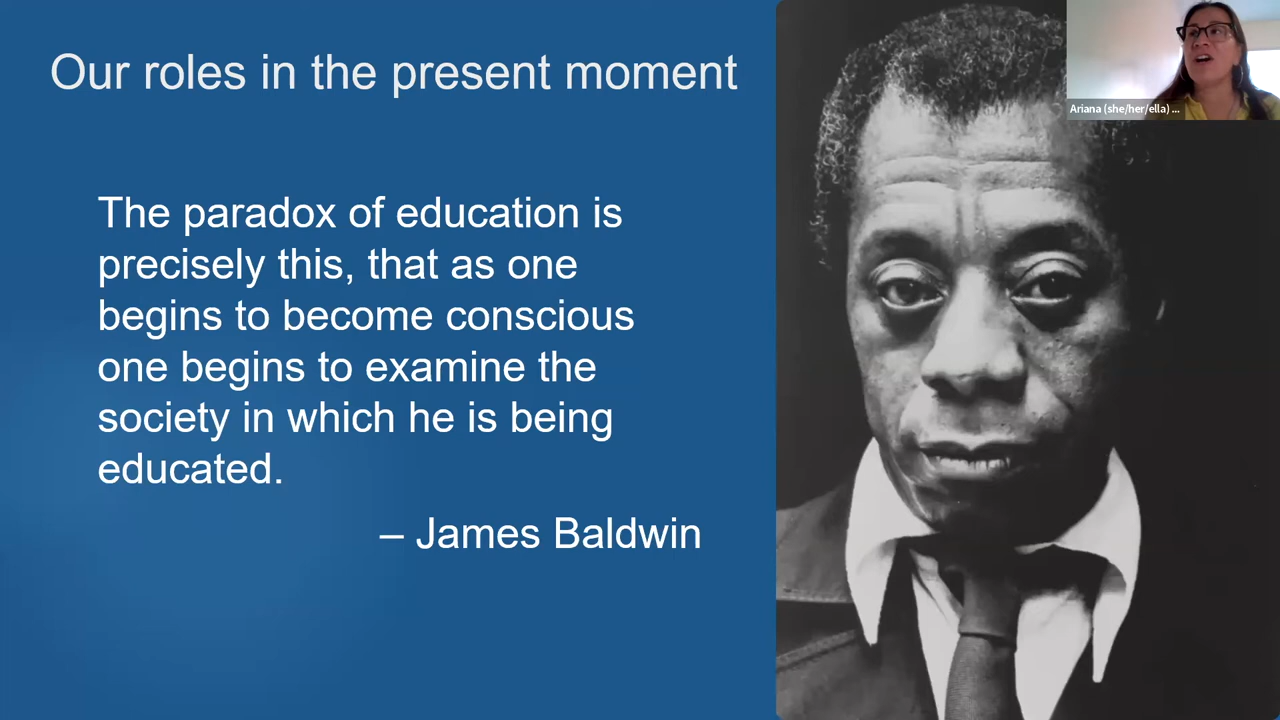 Our roles in the present moment
The paradox of education is
precisely this, that as one
begins to become conscious
one begins to examine the
society in which he is being
educated.
– James Baldwin
Ariana (she/her/ella) ...